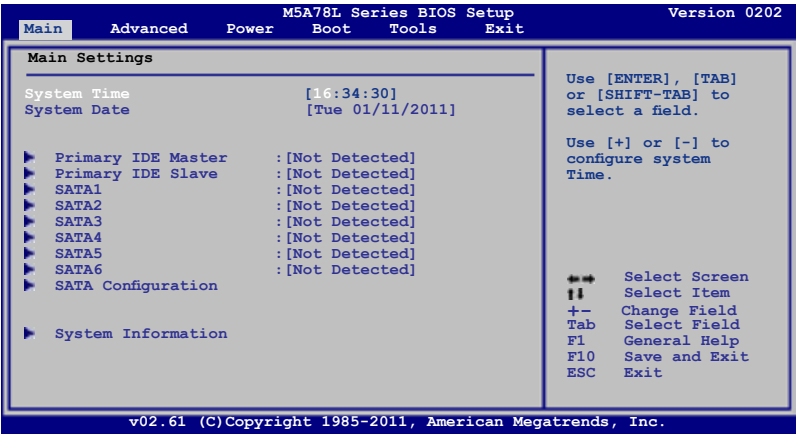 M5A78L Series BIOS Setup Version 0202
Main Advanced Power Boot Tools Exit
Main Settings
System Time [16:34:30]
System Date [Tue 01/11/2011]
Primary IDE Master :[Not Detected]
Primary IDE Slave :[Not Detected]
SATA1 :[Not Detected]
SATA2 :[Not Detected]
SATA3 :[Not Detected]
SATA4 :[Not Detected]
SATA5 :[Not Detected]
SATA6 :[Not Detected]
SATA Configuration
System Information
Use [ENTER], [TAB]
or [SHIFT-TAB] to
select a field.
Use [+] or [-] to
configure system
Time.
←→ Select Screen
↑↓ Select Item
+- Change Field
Tab Select Field
F1 General Help
F10 Save and Exit
ESC Exit
v02.61 (C)Copyright 1985-2011, American Megatrends, Inc.